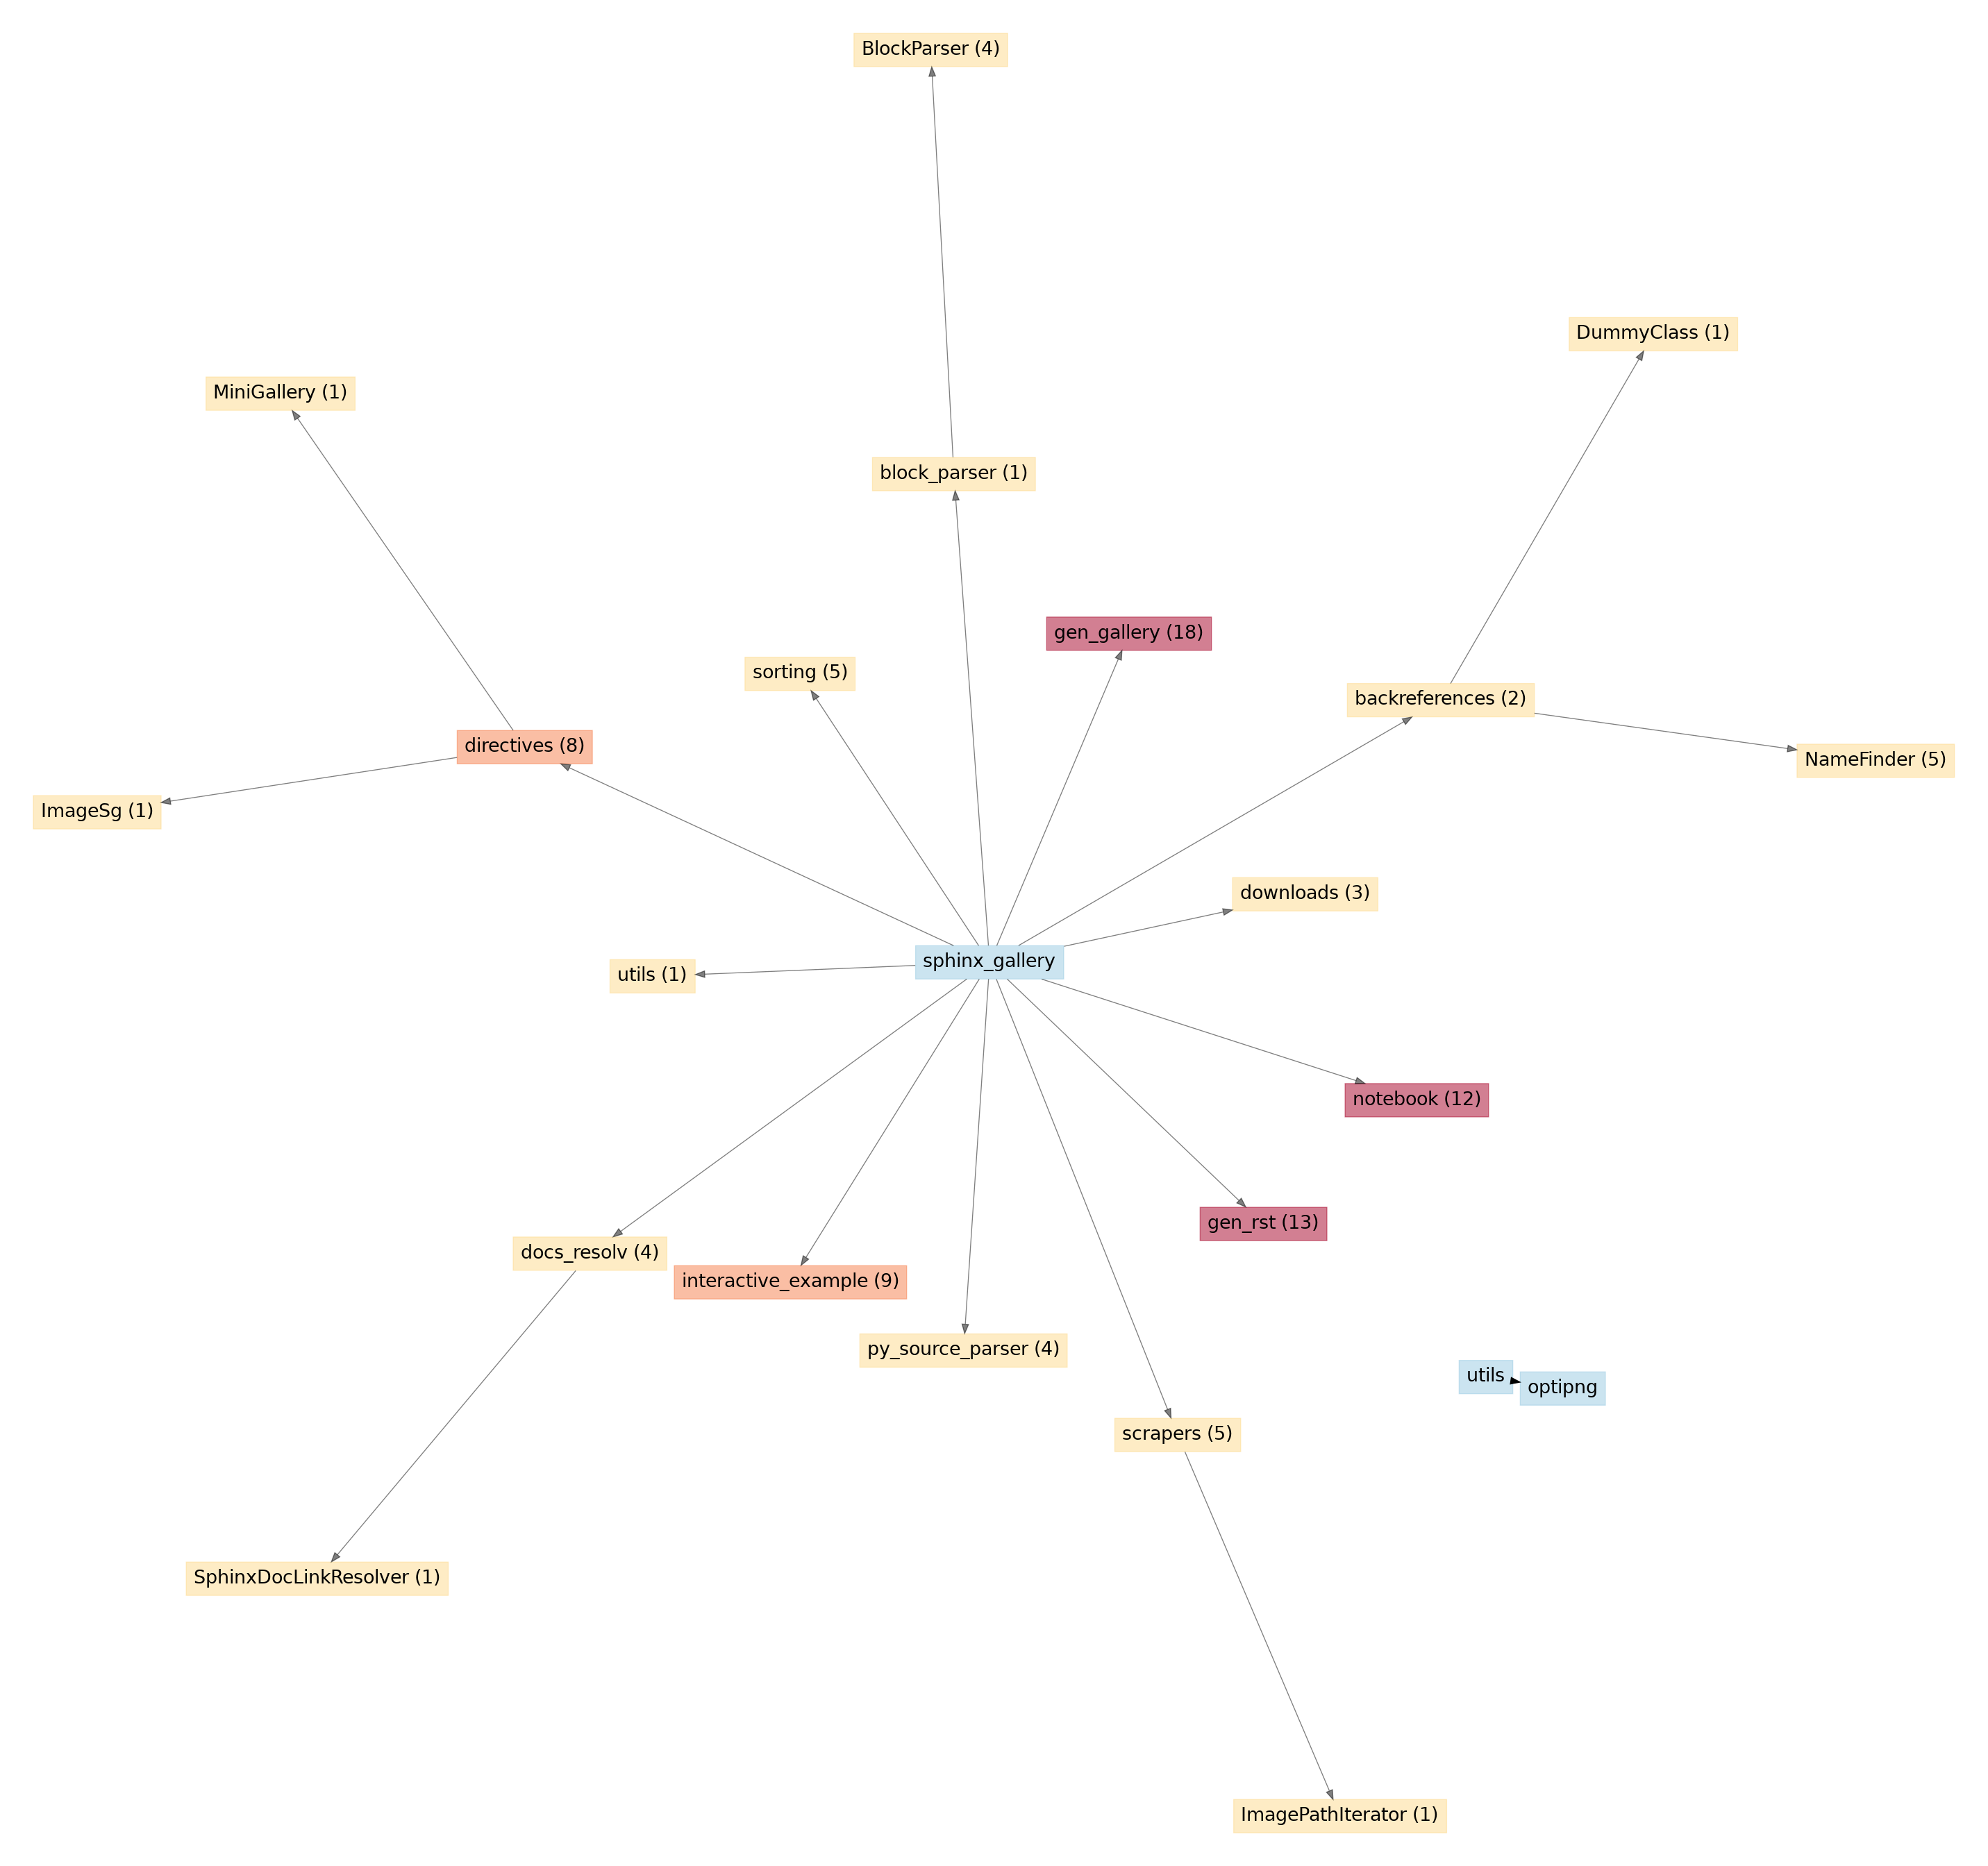 BlockParser (4)
DummyClass (1)
MiniGallery (1)
block_parser (1)
gen_gallery (18)
sorting (5)
backreferences (2)
directives (8)
NameFinder (5)
ImageSg (1)
downloads (3)
sphinx_gallery
utils (1)
notebook (12)
gen_rst (13)
docs_resolv (4)
interactive_example (9)
py_source_parser (4)
utils
optipng
scrapers (5)
SphinxDocLinkResolver (1)
ImagePathIterator (1)